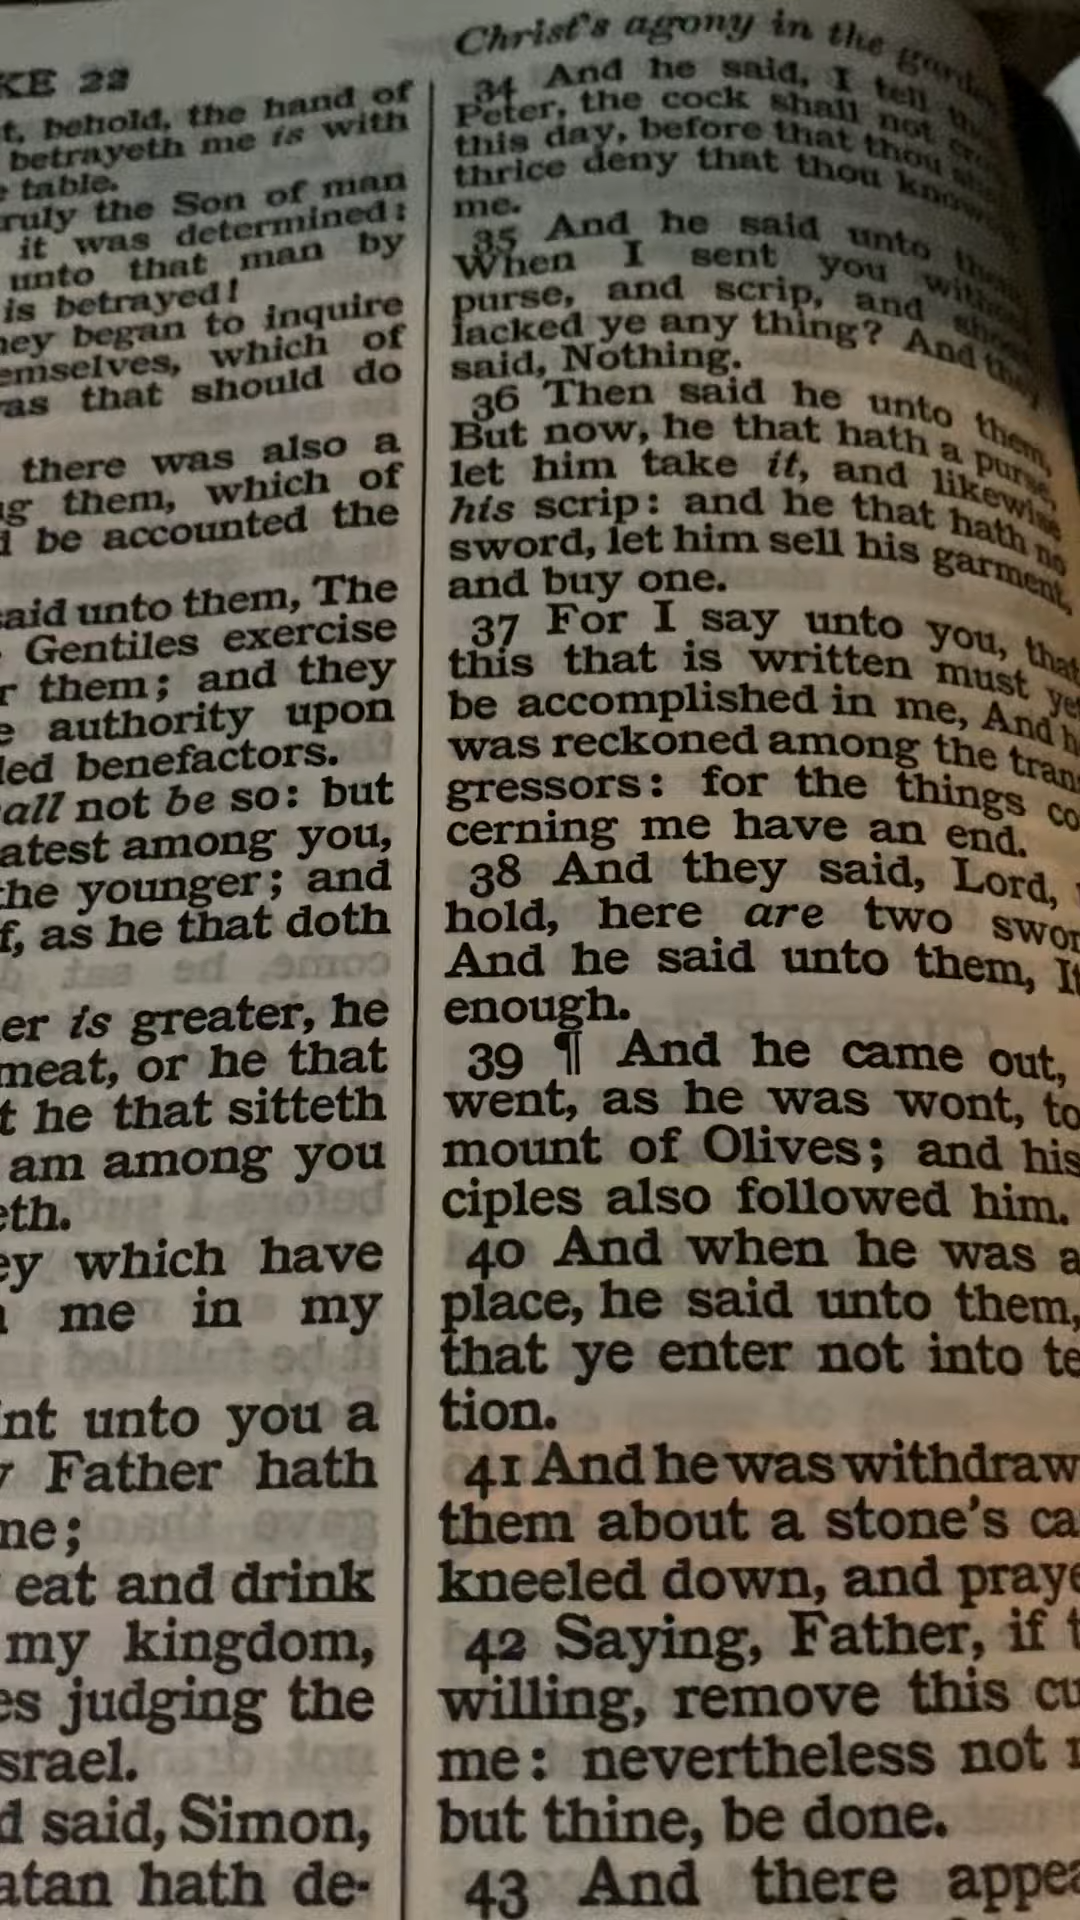 KE 22
Christ's agony in the
t, behold, the hand of
betrayeth me is with
table.
ruly the Son of man
it was determined:
unto that man by
is betrayed!
ey began to inquire
emselves, which of
as that should do
there was also a
g them, which of
be accounted the
said unto them, The
Gentiles exercise
r them; and they
e authority upon
led benefactors.
all not be so: but
atest among you,
the younger; and
f, as he that doth
er is greater, he
meat, or he that
t he that sitteth
am among you
eth.
ey which have
me in my
int unto you a
y Father hath
me;
eat and drink
my kingdom,
es judging the
srael.
d said, Simon,
atan hath de-
34 And he said, I tell
Peter, the cock shall not
this day, before that thou
thrice deny that thou
me.
35 And he said unto
When I sent you
purse, and scrip, and
lacked ye any thing? And they
said, Nothing.
36 Then said he unto them,
But now, he that hath a purse,
let him take it, and likewise
his scrip: and he that hath no
sword, let him sell his garment,
and buy one.
37 For I say unto you, that
this that is written must yet
be accomplished in me, And h
was reckoned among the trans
gressors: for the things co
cerning me have an end.
38 And they said, Lord,
hold, here are two swor
And he said unto them, It
enough.
39 ¶ And he came out,
went, as he was wont, to
mount of Olives; and his
ciples also followed him.
40 And when he was a
place, he said unto them,
that ye enter not into te
tion.
41 And he was withdraw
them about a stone's ca
kneeled down, and praye
42 Saying, Father, if t
willing, remove this cu
me: nevertheless not
but thine, be done.
43 And there appea